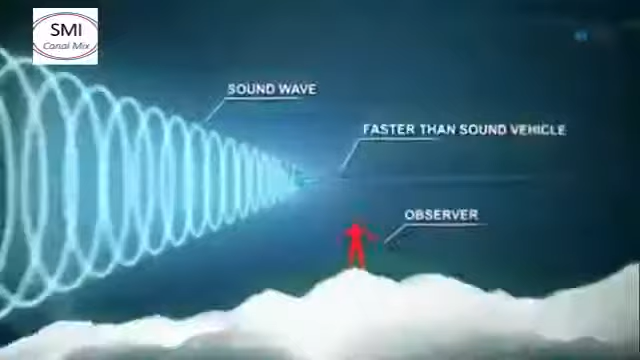 SMI
Canal Mix
SOUND WAVE
FASTER THAN SOUND VEHICLE
OBSERVER